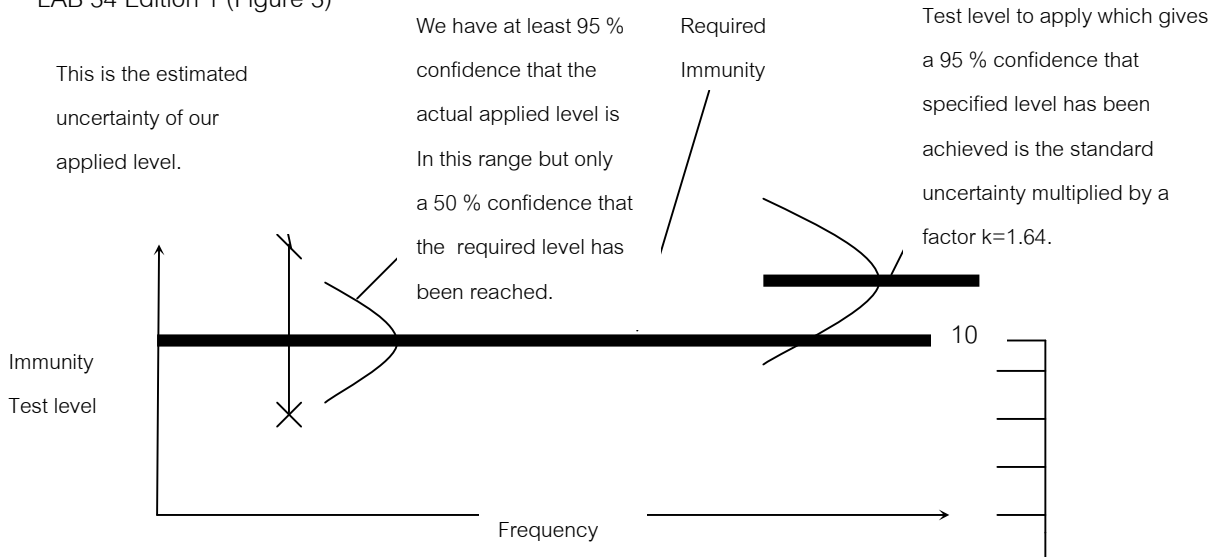 LAB 34 Edition 1 (Figure 3)
This is the estimated
uncertainty of our
applied level.
We have at least 95 %
confidence that the
actual applied level is
In this range but only
a 50 % confidence that
the required level has
been reached.
Required
Immunity
Test level to apply which gives
a 95 % confidence that
specified level has been
achieved is the standard
uncertainty multiplied by a
factor k=1.64.
10
Immunity
Test level
Frequency